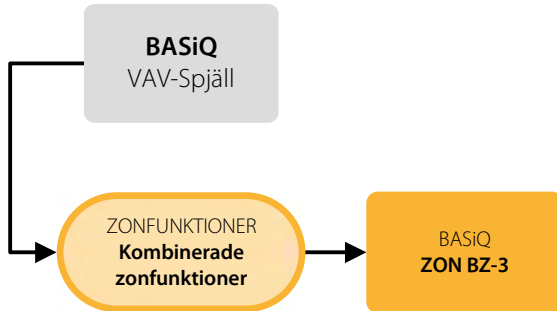 BASiQ
VAV-Spjäll
ZONFUNKTIONER
Kombinerade
zonfunktioner
BASiQ
ZON BZ-3